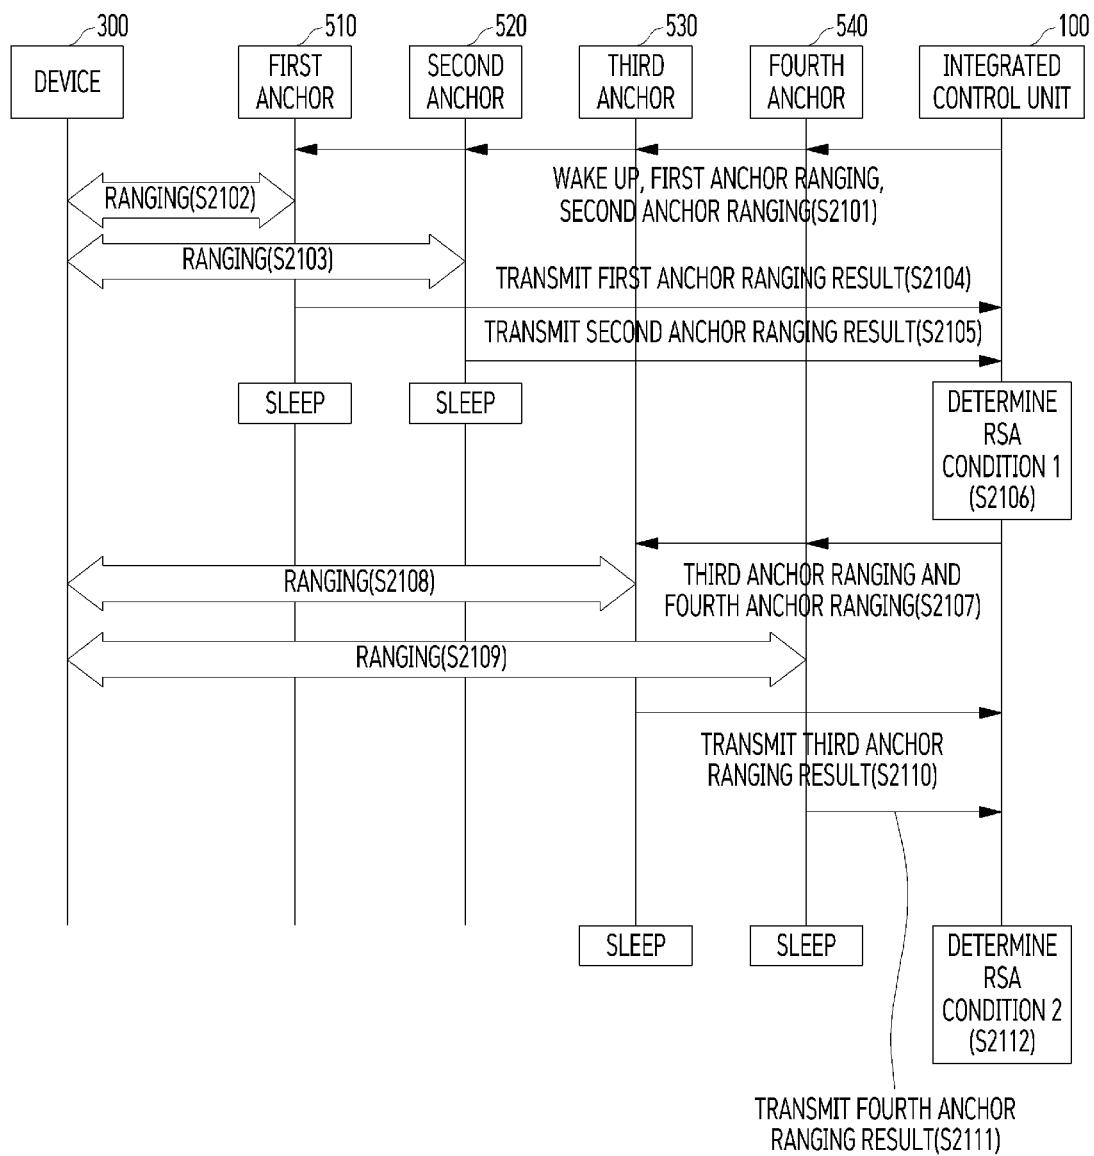 300
510
520
530
540
100
DEVICE
FIRST
ANCHOR
SECOND
ANCHOR
THIRD
ANCHOR
FOURTH
ANCHOR
INTEGRATED
CONTROL UNIT
WAKE UP, FIRST ANCHOR RANGING,
SECOND ANCHOR RANGING(S2101)
RANGING(S2102)
RANGING(S2103)
TRANSMIT FIRST ANCHOR RANGING RESULT(S2104)
TRANSMIT SECOND ANCHOR RANGING RESULT(S2105)
SLEEP
SLEEP
DETERMINE
RSA
CONDITION 1
(S2106)
THIRD ANCHOR RANGING AND
FOURTH ANCHOR RANGING(S2107)
RANGING(S2108)
RANGING(S2109)
TRANSMIT THIRD ANCHOR
RANGING RESULT(S2110)
SLEEP
SLEEP
DETERMINE
RSA
CONDITION 2
(S2112)
TRANSMIT FOURTH ANCHOR
RANGING RESULT(S2111)